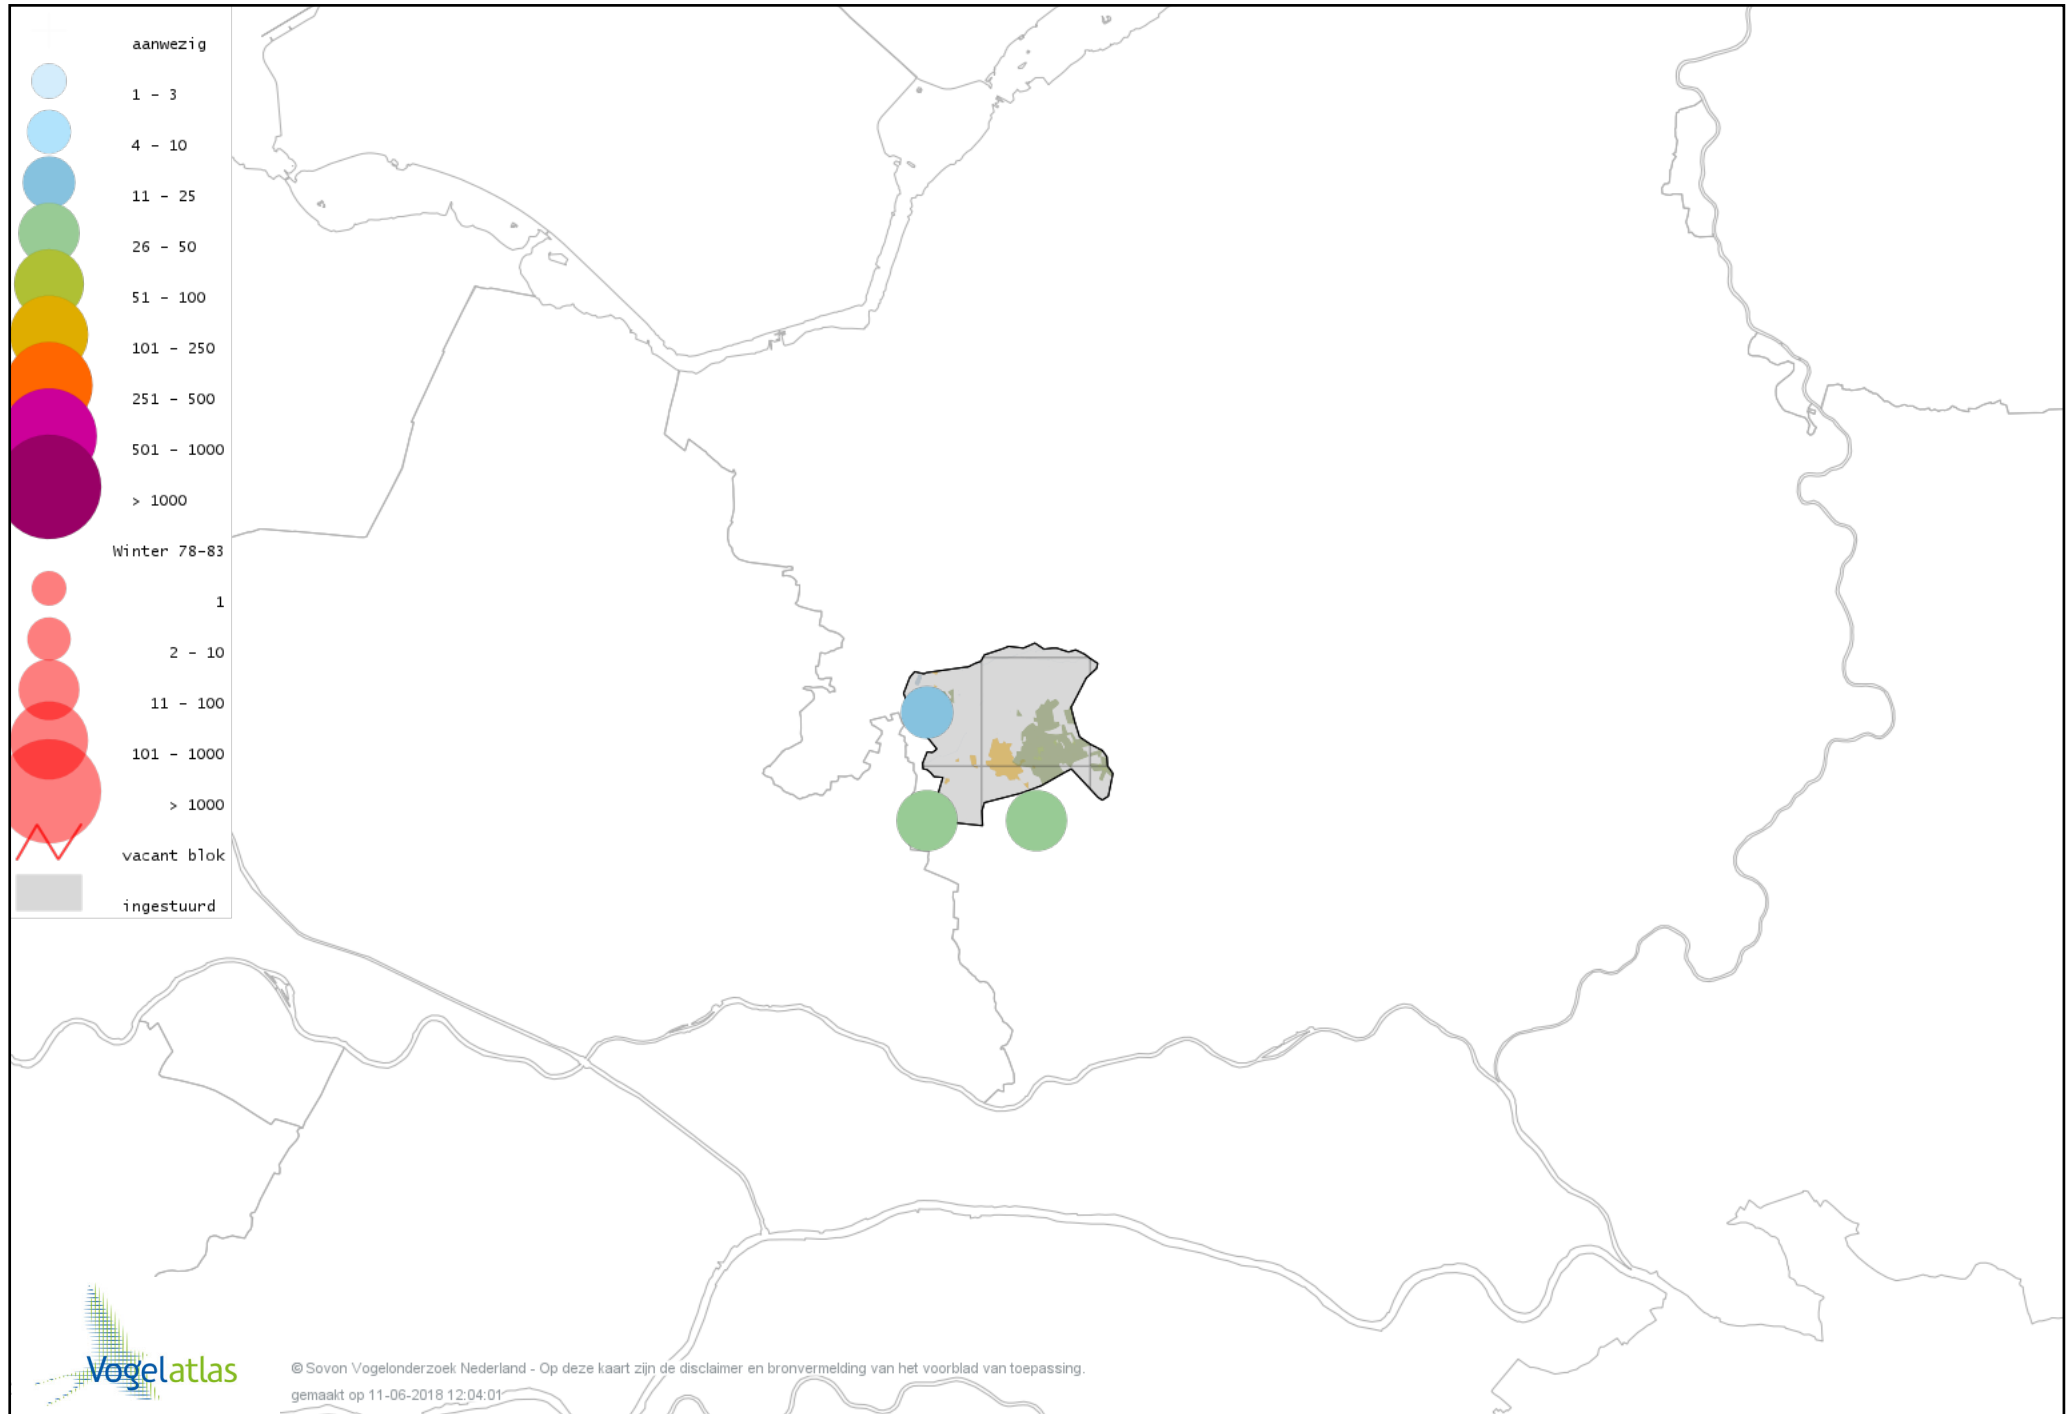 aanwezig
1 - 3
4 - 10
11 - 25
26 - 50
51 - 100
101 - 250
251 - 500
501 - 1000
> 1000
Winter 78-83
1
2 - 10
11 - 100
101 - 1000
> 1000
vacant blok
ingestuurd
Vogelatlas
© Sovon Vogelonderzoek Nederland - Op deze kaart zijn de disclaimer en bronvermelding van het voorblad van toepassing.
gemaakt op 11-06-2018 12:04:01